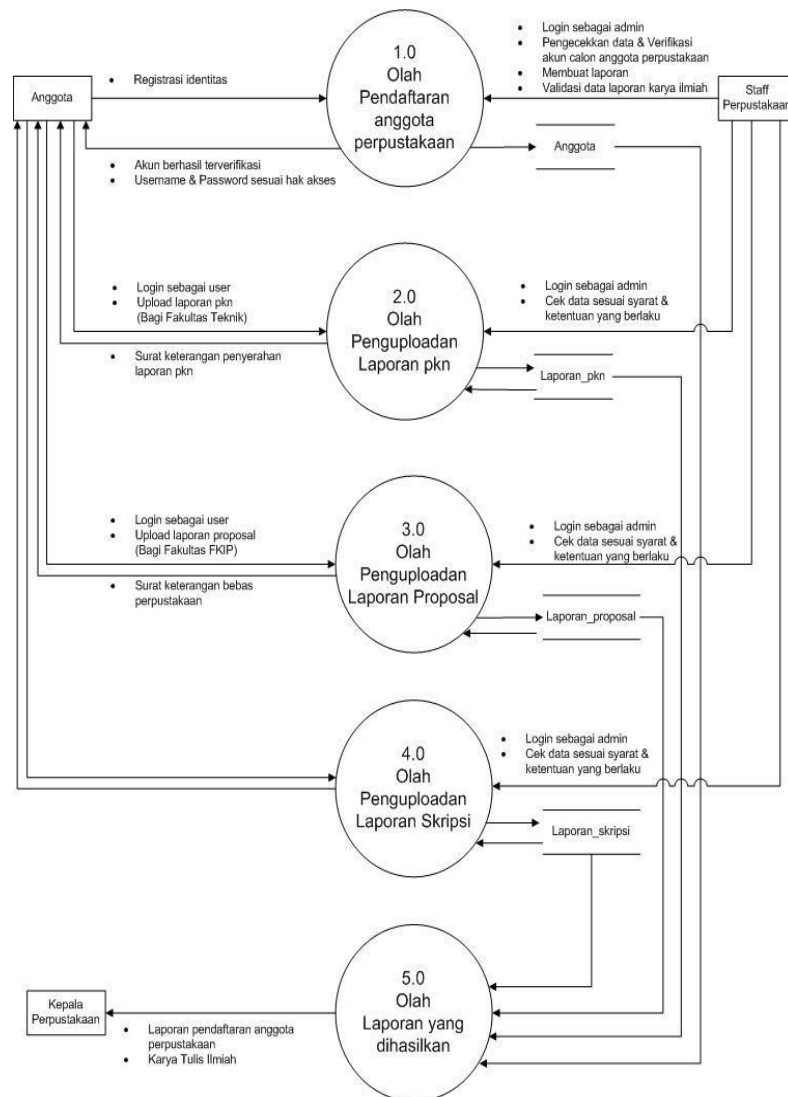 Anggota
• Registrasi identitas
1.0
Olah
Pendaftaran
anggota
perpustakaan
• Login sebagai admin
• Pengecekkan data & Verifikasi
akun calon anggota perpustakaan
• Membuat laporan
• Validasi data laporan karya ilmiah
Staff
Perpustakaan
Anggota
• Akun berhasil terverifikasi
• Username & Password sesuai hak akses
• Login sebagai user
• Upload laporan pkn
(Bagi Fakultas Teknik)
2.0
Olah
Penguploadan
Laporan pkn
• Login sebagai admin
• Cek data sesuai syarat &
ketentuan yang berlaku
• Surat keterangan penyerahan
laporan pkn
Laporan_pkn
• Login sebagai user
• Upload laporan proposal
(Bagi Fakultas FKIP)
3.0
Olah
Penguploadan
Laporan Proposal
• Login sebagai admin
• Cek data sesuai syarat &
ketentuan yang berlaku
• Surat keterangan bebas
perpustakaan
Laporan_proposal
4.0
Olah
Penguploadan
Laporan Skripsi
• Login sebagai admin
• Cek data sesuai syarat &
ketentuan yang berlaku
Laporan_skripsi
5.0
Olah
Laporan yang
dihasilkan
Kepala
Perpustakaan
• Laporan pendaftaran anggota
perpustakaan
• Karya Tulis Ilmiah